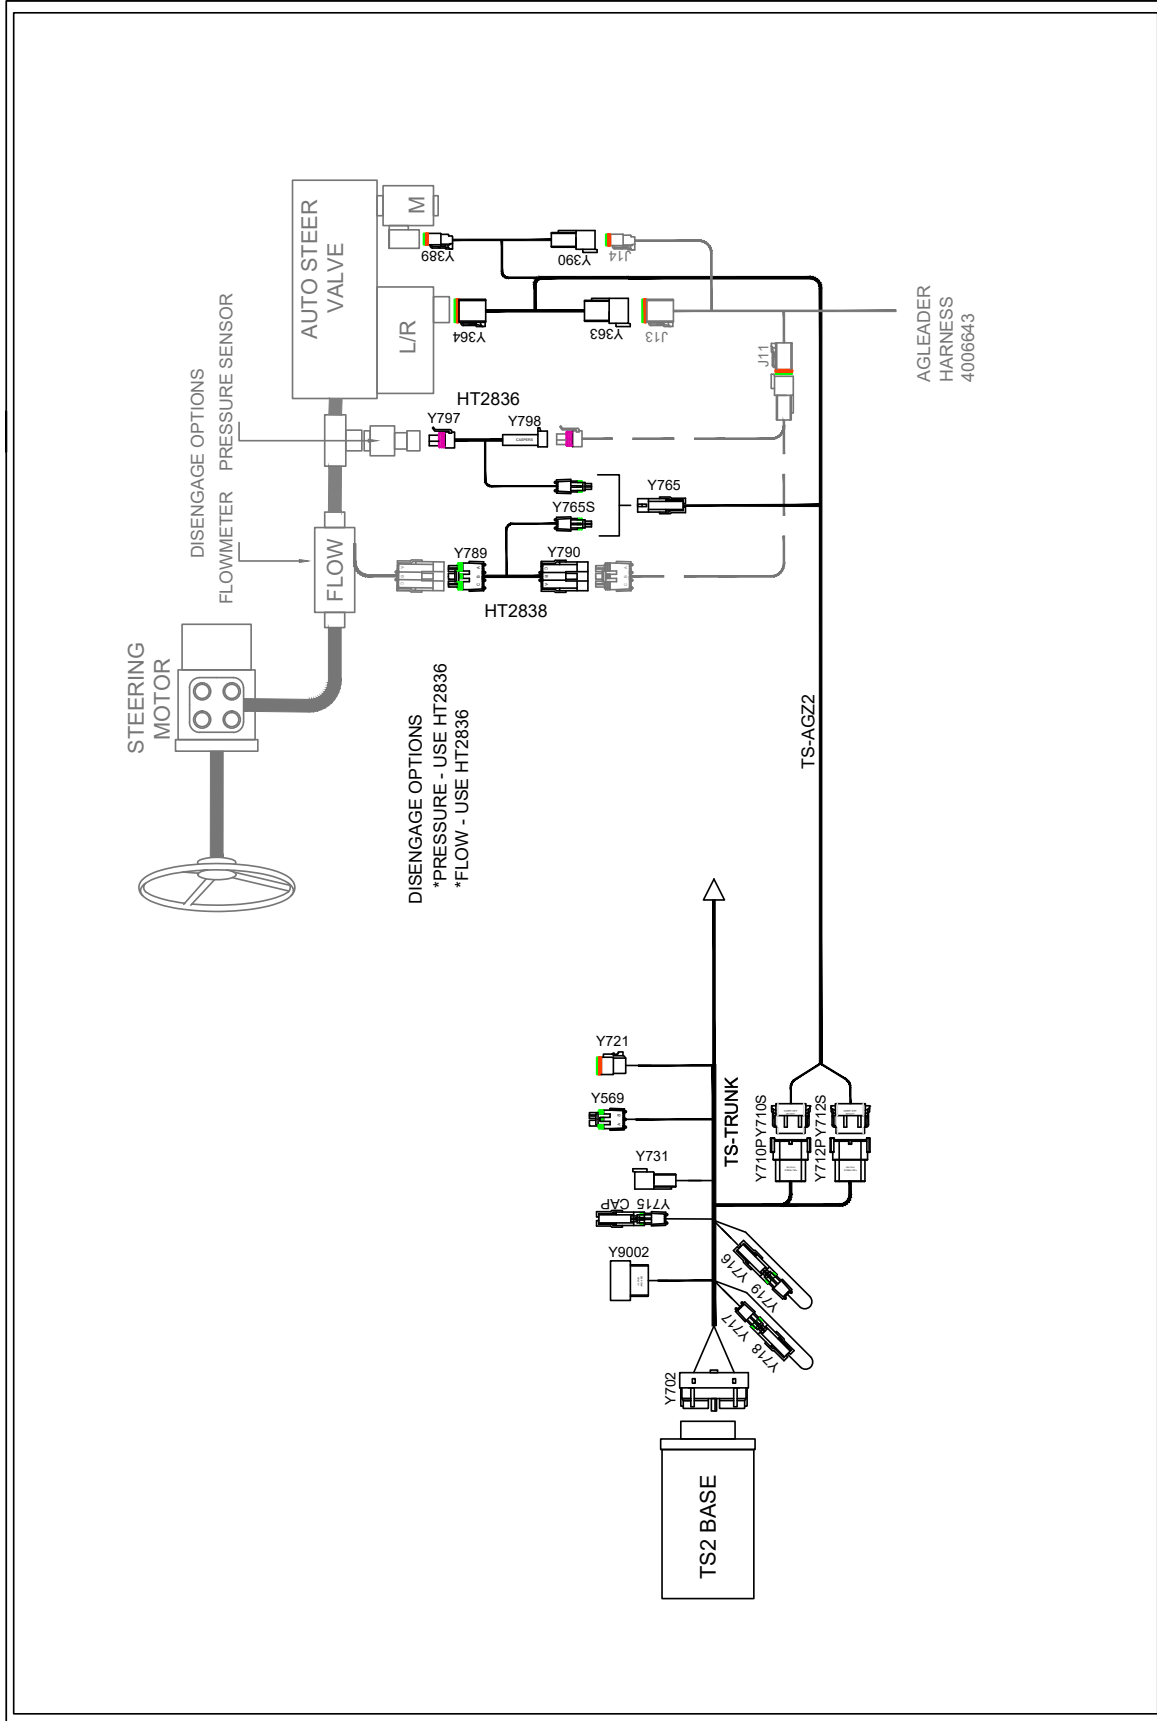 STEERING
MOTOR
DISENGAGE OPTIONS
FLOWMETER
PRESSURE SENSOR
FLOW
AUTO STEER
VALVE
L/R
M
Y389
Y390
J14
Y364
Y363
J13
J11
HT2836
Y797
Y798
Y765S
Y765
Y789
Y790
HT2838
AGLEADER
HARNESS
4006643
DISENGAGE OPTIONS
*PRESSURE - USE HT2836
*FLOW - USE HT2836
TS-AGZ2
TS-TRUNK
Y721
Y569
Y731
Y715 CAP
Y9002
Y710P
Y710S
Y712P
Y712S
Y716
Y719
Y717
Y718
Y702
TS2 BASE